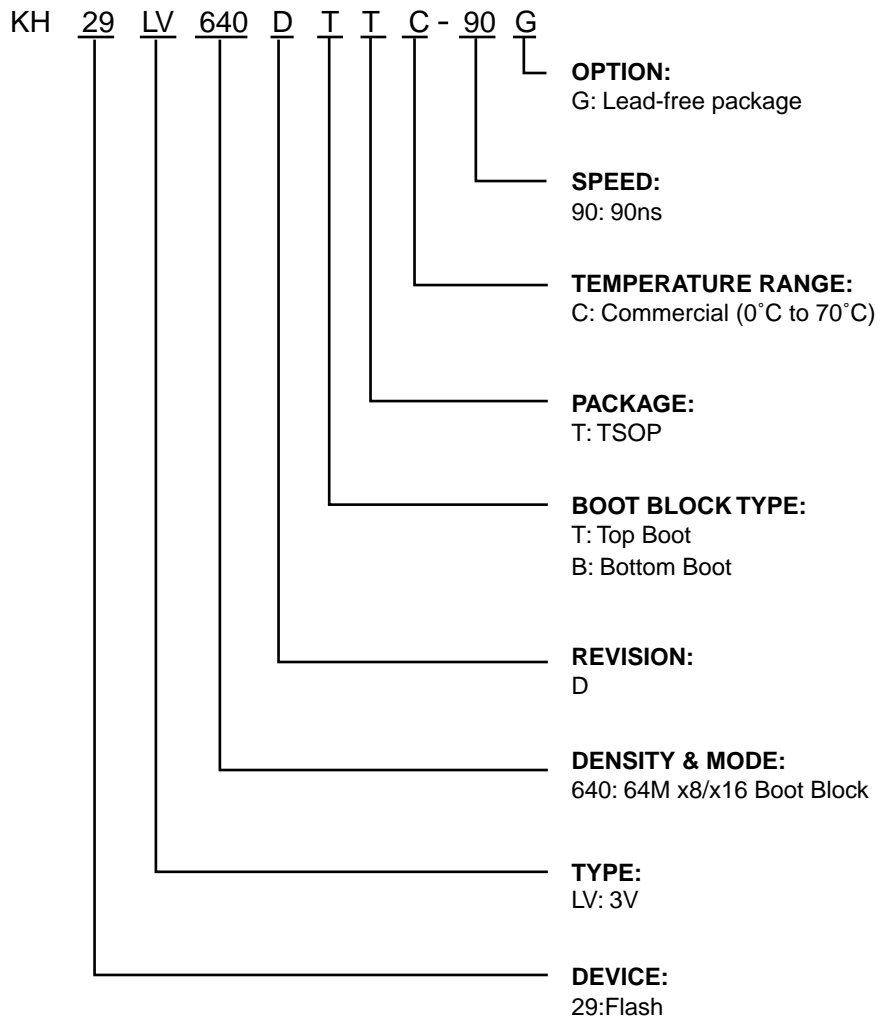 KH 29 LV 640 D T T C - 90 G
OPTION:
G: Lead-free package
SPEED:
90: 90ns
TEMPERATURE RANGE:
C: Commercial (0˚C to 70˚C)
PACKAGE:
T: TSOP
BOOT BLOCK TYPE:
T: Top Boot
B: Bottom Boot
REVISION:
D
DENSITY & MODE:
640: 64M x8/x16 Boot Block
TYPE:
LV: 3V
DEVICE:
29:Flash